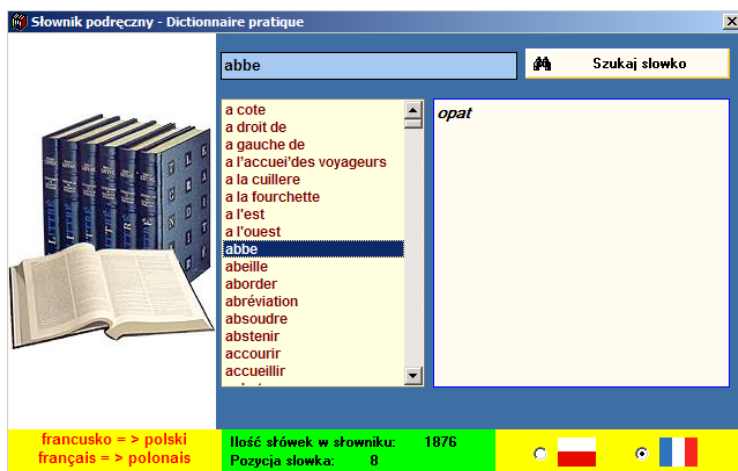 Słownik podręczny - Dictionnaire pratique
abbe
Szukaj slowko
a cote
a droit de
a gauche de
a l'accuei'des voyageurs
a la cuillere
a la fourchette
a l'est
a l'ouest
abbe
abeille
aborder
abréviation
absoudre
abstenir
accourir
accueillir
opat
LITTRÉ
francusko = > polski
français = > polonais
Ilość słówek w słowniku: 1876
Pozycja slowka: 8